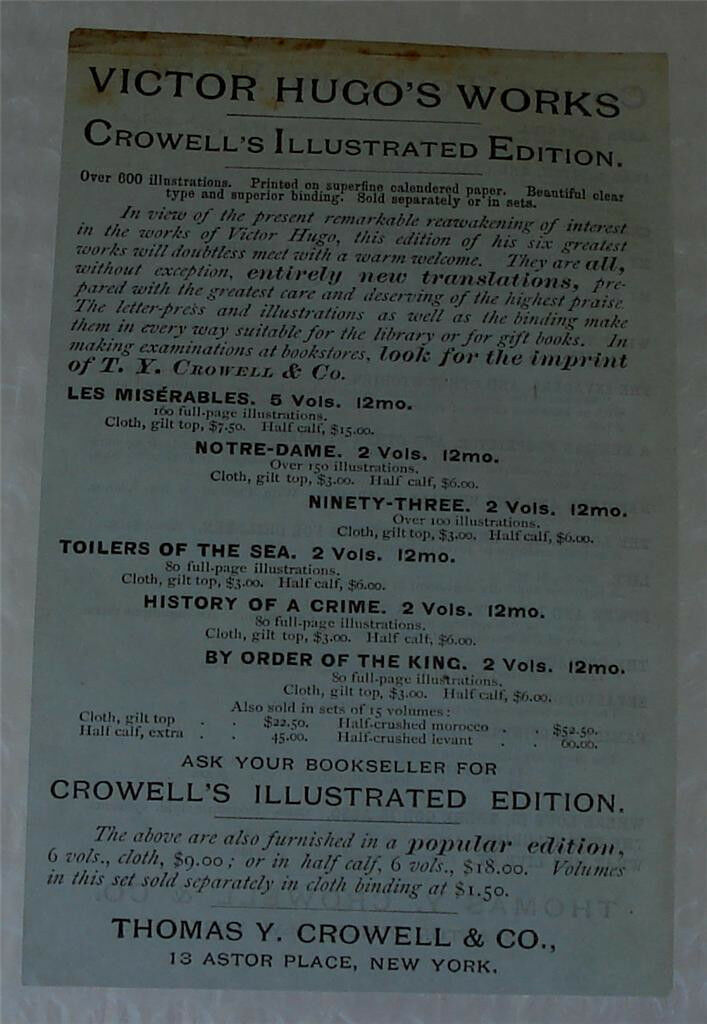 VICTOR HUGO'S WORKS
CROWELL'S ILLUSTRATED EDITION.
Over 600 illustrations. Printed on superfine calendered paper. Beautiful clear
type and superior binding. Sold separately or in sets.
In view of the present remarkable reawakening of interest
in the works of Victor Hugo, this edition of his six greatest
works will doubtless meet with a warm welcome. They are all,
without exception, entirely new translations, pre-
pared with the greatest care and deserving of the highest praise.
The letter-press and illustrations as well as the binding make
them in every way suitable for the library or for gift books. In
making examinations at bookstores, look for the imprint
of T. Y. CROWELL & CO.
LES MISÉRABLES. 5 Vols. 12mo.
160 full-page illustrations.
Cloth, gilt top, $7.50. Half calf, $15.00.
NOTRE-DAME. 2 Vols. 12mo.
Over 150 illustrations.
Cloth, gilt top, $3.00. Half calf, $6.00.
NINETY-THREE. 2 Vols. 12mo.
Over 100 illustrations.
Cloth, gilt top, $3.00. Half calf, $6.00.
TOILERS OF THE SEA. 2 Vols. 12mo.
80 full-page illustrations.
Cloth, gilt top, $3.00. Half calf, $6.00.
HISTORY OF A CRIME. 2 Vols. 12mo.
80 full-page illustrations.
Cloth, gilt top, $3.00. Half calf, $6.00.
BY ORDER OF THE KING. 2 Vols. 12mo.
80 full-page illustrations.
Cloth, gilt top, $3.00. Half calf, $6.00.
Also sold in sets of 15 volumes:
Cloth, gilt top . . $22.50. Half-crushed morocco . . $52.50.
Half calf, extra . . 45.00. Half-crushed levant . . 60.00.
ASK YOUR BOOKSELLER FOR
CROWELL'S ILLUSTRATED EDITION.
The above are also furnished in a popular edition,
6 vols., cloth, $9.00; or in half calf, 6 vols., $18.00. Volumes
in this set sold separately in cloth binding at $1.50.
THOMAS Y. CROWELL & CO.,
13 ASTOR PLACE, NEW YORK.